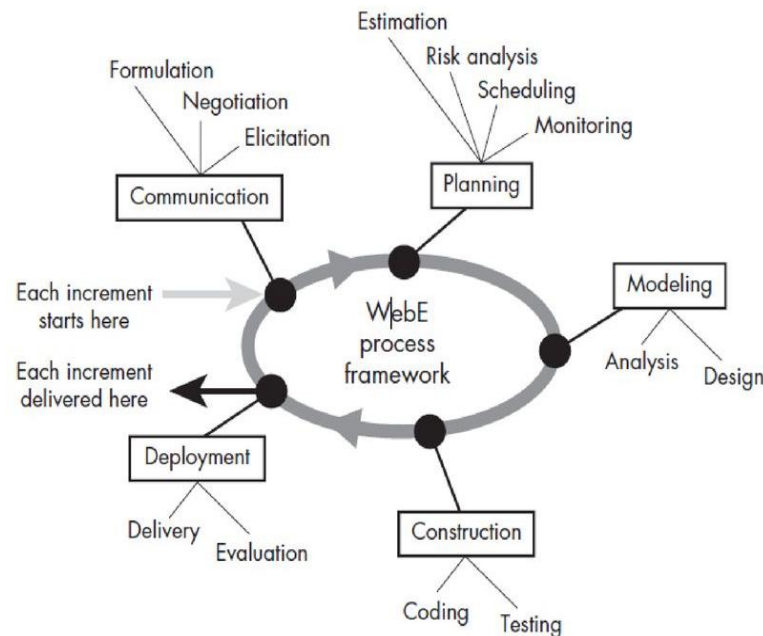 Estimation
Risk analysis
Scheduling
Monitoring
Planning
Formulation
Negotiation
Elicitation
Communication
Each increment
starts here
WebE
process
framework
Modeling
Analysis
Design
Each increment
delivered here
Deployment
Delivery
Evaluation
Construction
Coding
Testing